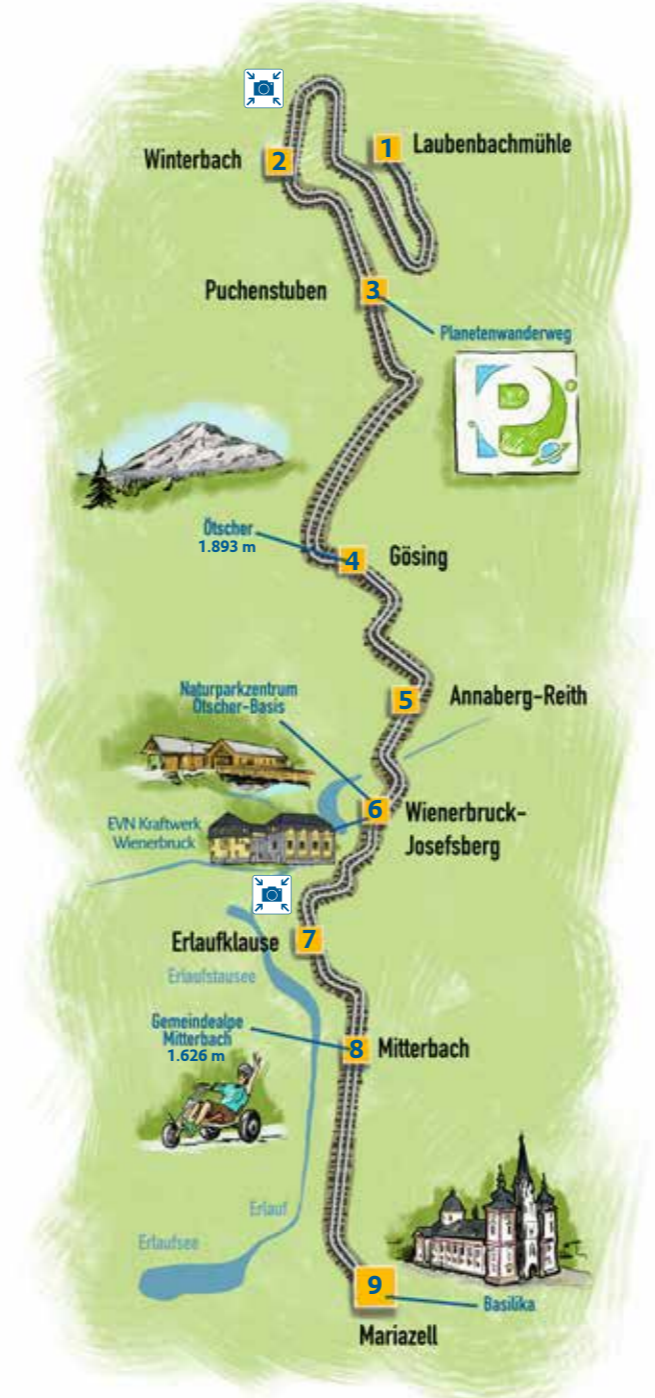 1
Laubenbachmühle
Winterbach
2
Puchenstuben
3
Planetenwanderweg
P
Ötscher
1.893 m
4
Gösing
5
Annaberg-Reith
Naturparkzentrum
Ötscher-Basis
6
Wienerbruck-
Josefsberg
EVN Kraftwerk
Wienerbruck
Erlaufklause
7
Erlaufstausee
Gemeindealpe
Mitterbach
1.626 m
8
Mitterbach
Erlauf
Erlaufsee
9
Basilika
Mariazell